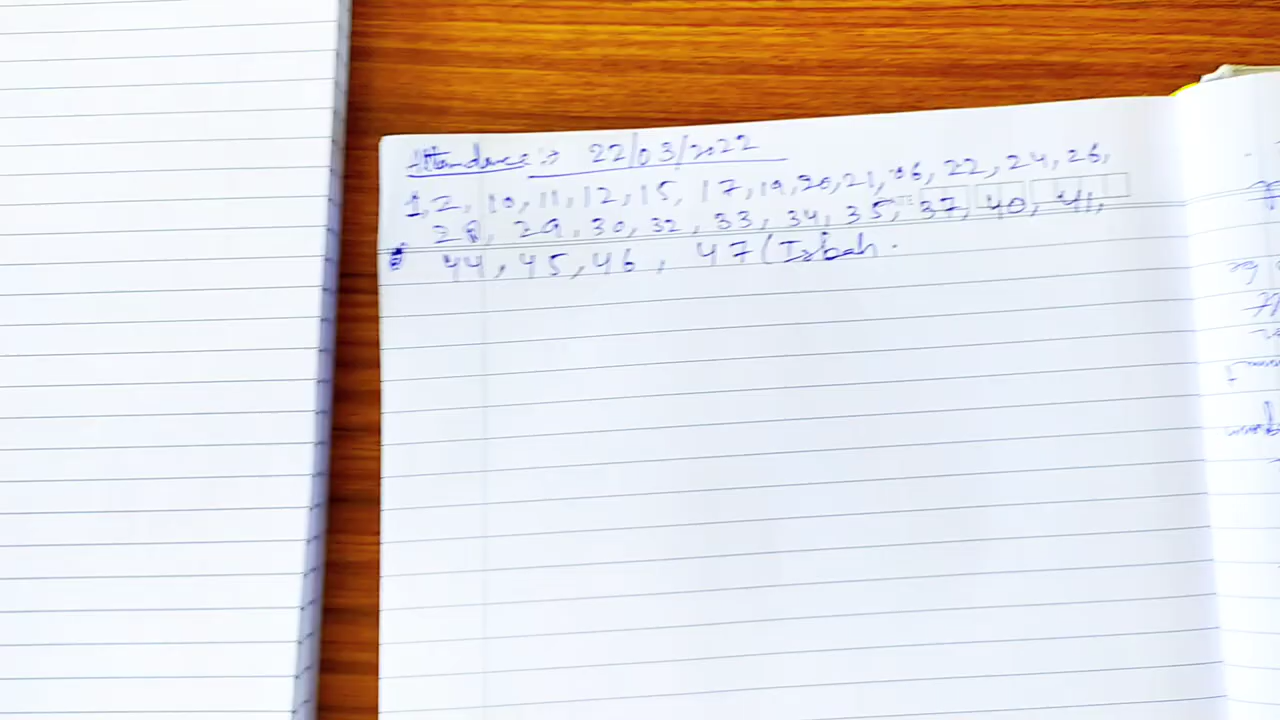 Attendance :-> 22/03/2022
1, 2, 10, 11, 12, 15, 17, 19, 20, 21, 06, 22, 24, 26,
28, 29, 30, 32, 33, 34, 35, 37, 40, 41,
44, 45, 46, 47 (Isbah .